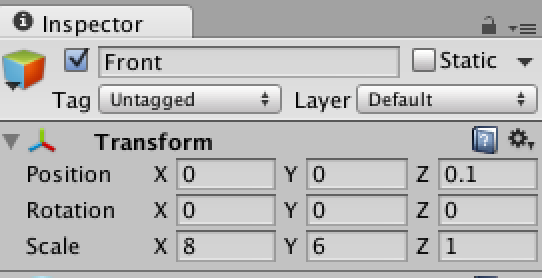 Inspector
Front Static
Tag Untagged Layer Default
Transform
Position X 0 Y 0 Z 0.1
Rotation X 0 Y 0 Z 0
Scale X 8 Y 6 Z 1